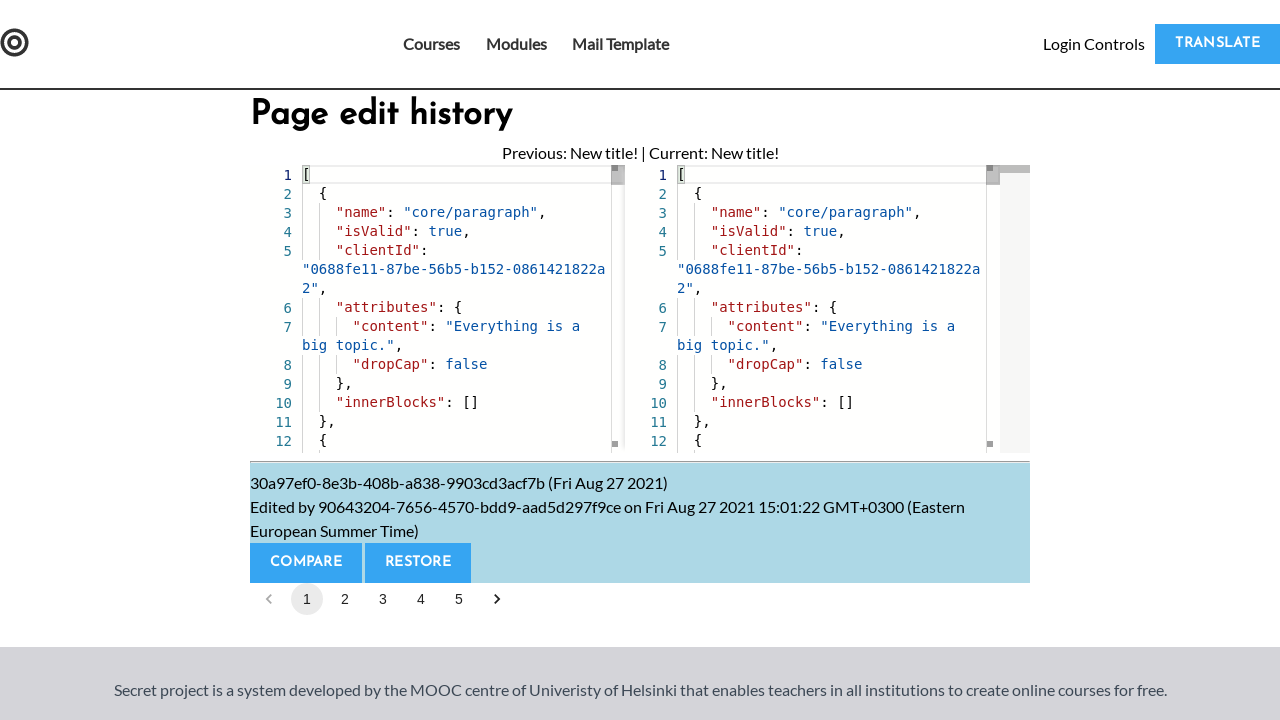 Courses Modules Mail Template Login Controls TRANSLATE
Page edit history
Previous: New title! | Current: New title!
1 [
2 {
3 "name": "core/paragraph",
4 "isValid": true,
5 "clientId":
"0688fe11-87be-56b5-b152-0861421822a
2",
6 "attributes": {
7 "content": "Everything is a
big topic.",
8 "dropCap": false
9 },
10 "innerBlocks": []
11 },
12 {
1 [
2 {
3 "name": "core/paragraph",
4 "isValid": true,
5 "clientId":
"0688fe11-87be-56b5-b152-0861421822a
2",
6 "attributes": {
7 "content": "Everything is a
big topic.",
8 "dropCap": false
9 },
10 "innerBlocks": []
11 },
12 {
30a97ef0-8e3b-408b-a838-9903cd3acf7b (Fri Aug 27 2021)
Edited by 90643204-7656-4570-bdd9-aad5d297f9ce on Fri Aug 27 2021 15:01:22 GMT+0300 (Eastern
European Summer Time)
COMPARE RESTORE
1 2 3 4 5
Secret project is a system developed by the MOOC centre of Univeristy of Helsinki that enables teachers in all institutions to create online courses for free.